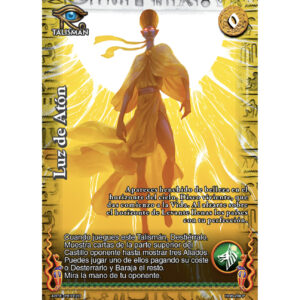 TALISMAN
0
Luz de Atón
Aparece henchido de belleza en el
horizonte del cielo, Disco viviente, que
das comienzo a la Vida. Al alzarte sobre
el horizonte de Levante llenas los países
con tu perfección.
Cuando juegues este Talismán, Destiérralo.
Muestra cartas de la parte superior del
Castillo oponente hasta mostrar tres Aliados.
Puedes jugar uno de ellos pagando su coste
o Desterrarlo y Baraja el resto.
Mira la mano de tu oponente.